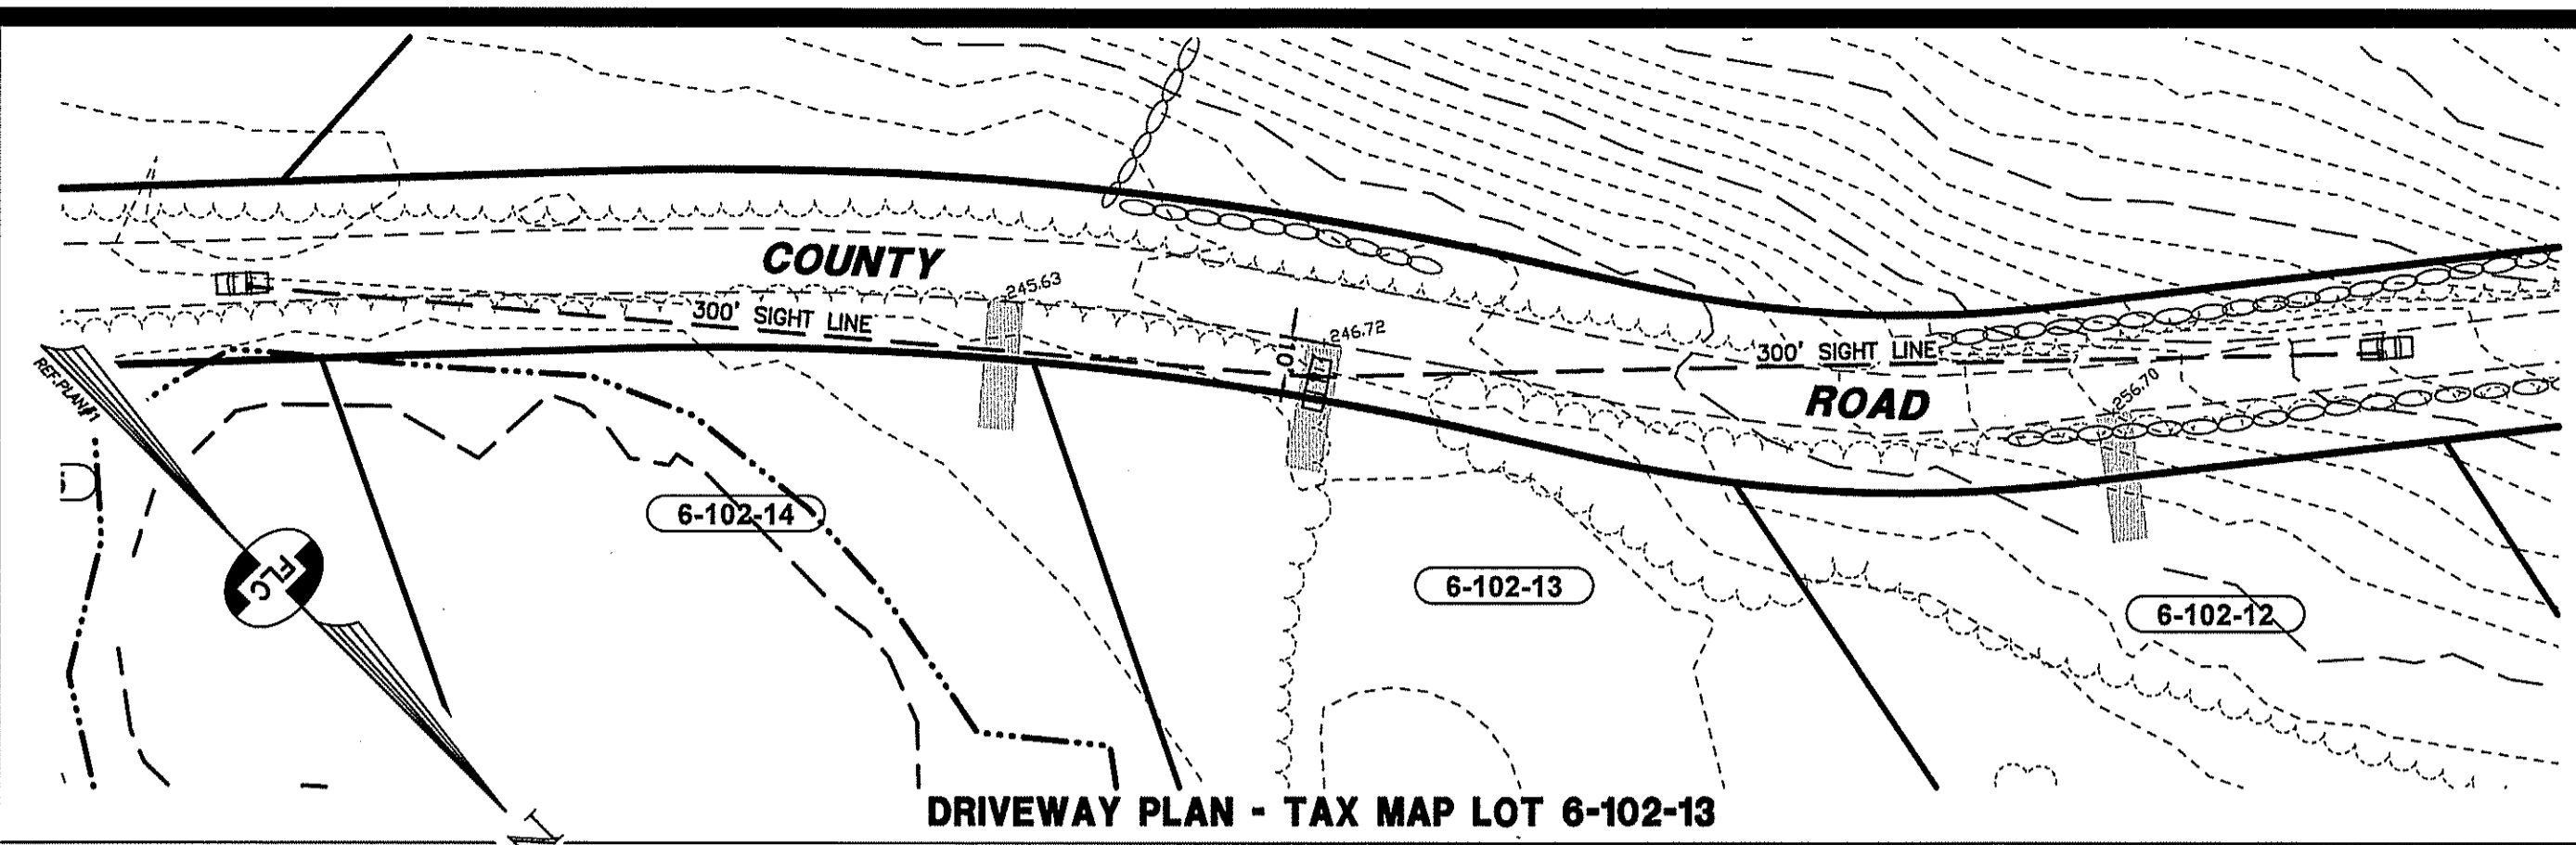 COUNTY
245.63
300' SIGHT LINE
246.72
10'
300' SIGHT LINE
ROAD
256.70
REF.PLAN#1
FLC
6-102-14
6-102-13
6-102-12
DRIVEWAY PLAN - TAX MAP LOT 6-102-13